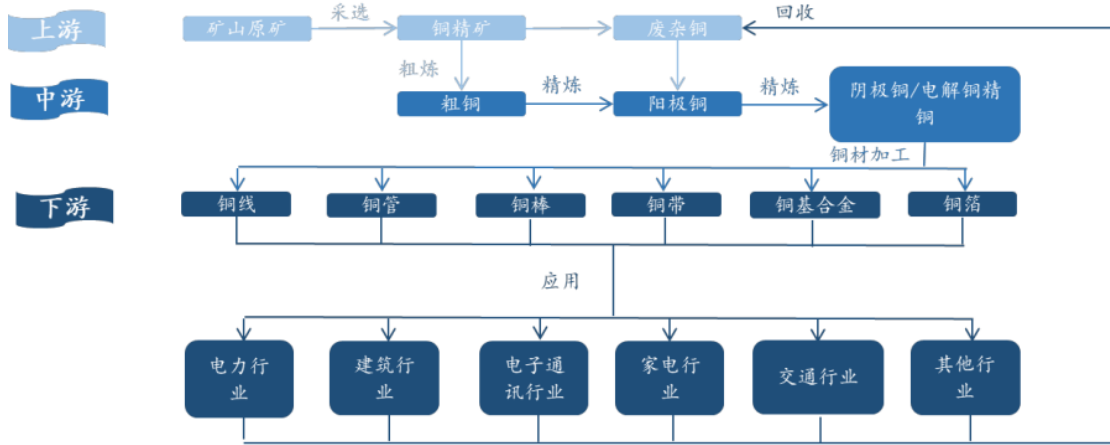 上游
矿山原矿
采选
铜精矿
废杂铜
回收
粗炼
中游
粗铜
精炼
阳极铜
精炼
阴极铜/电解铜精
铜
铜材加工
下游
铜线
铜管
铜棒
铜带
铜基合金
铜箔
应用
电力行
业
建筑行
业
电子通
讯行业
家电行
业
交通行业
其他行
业